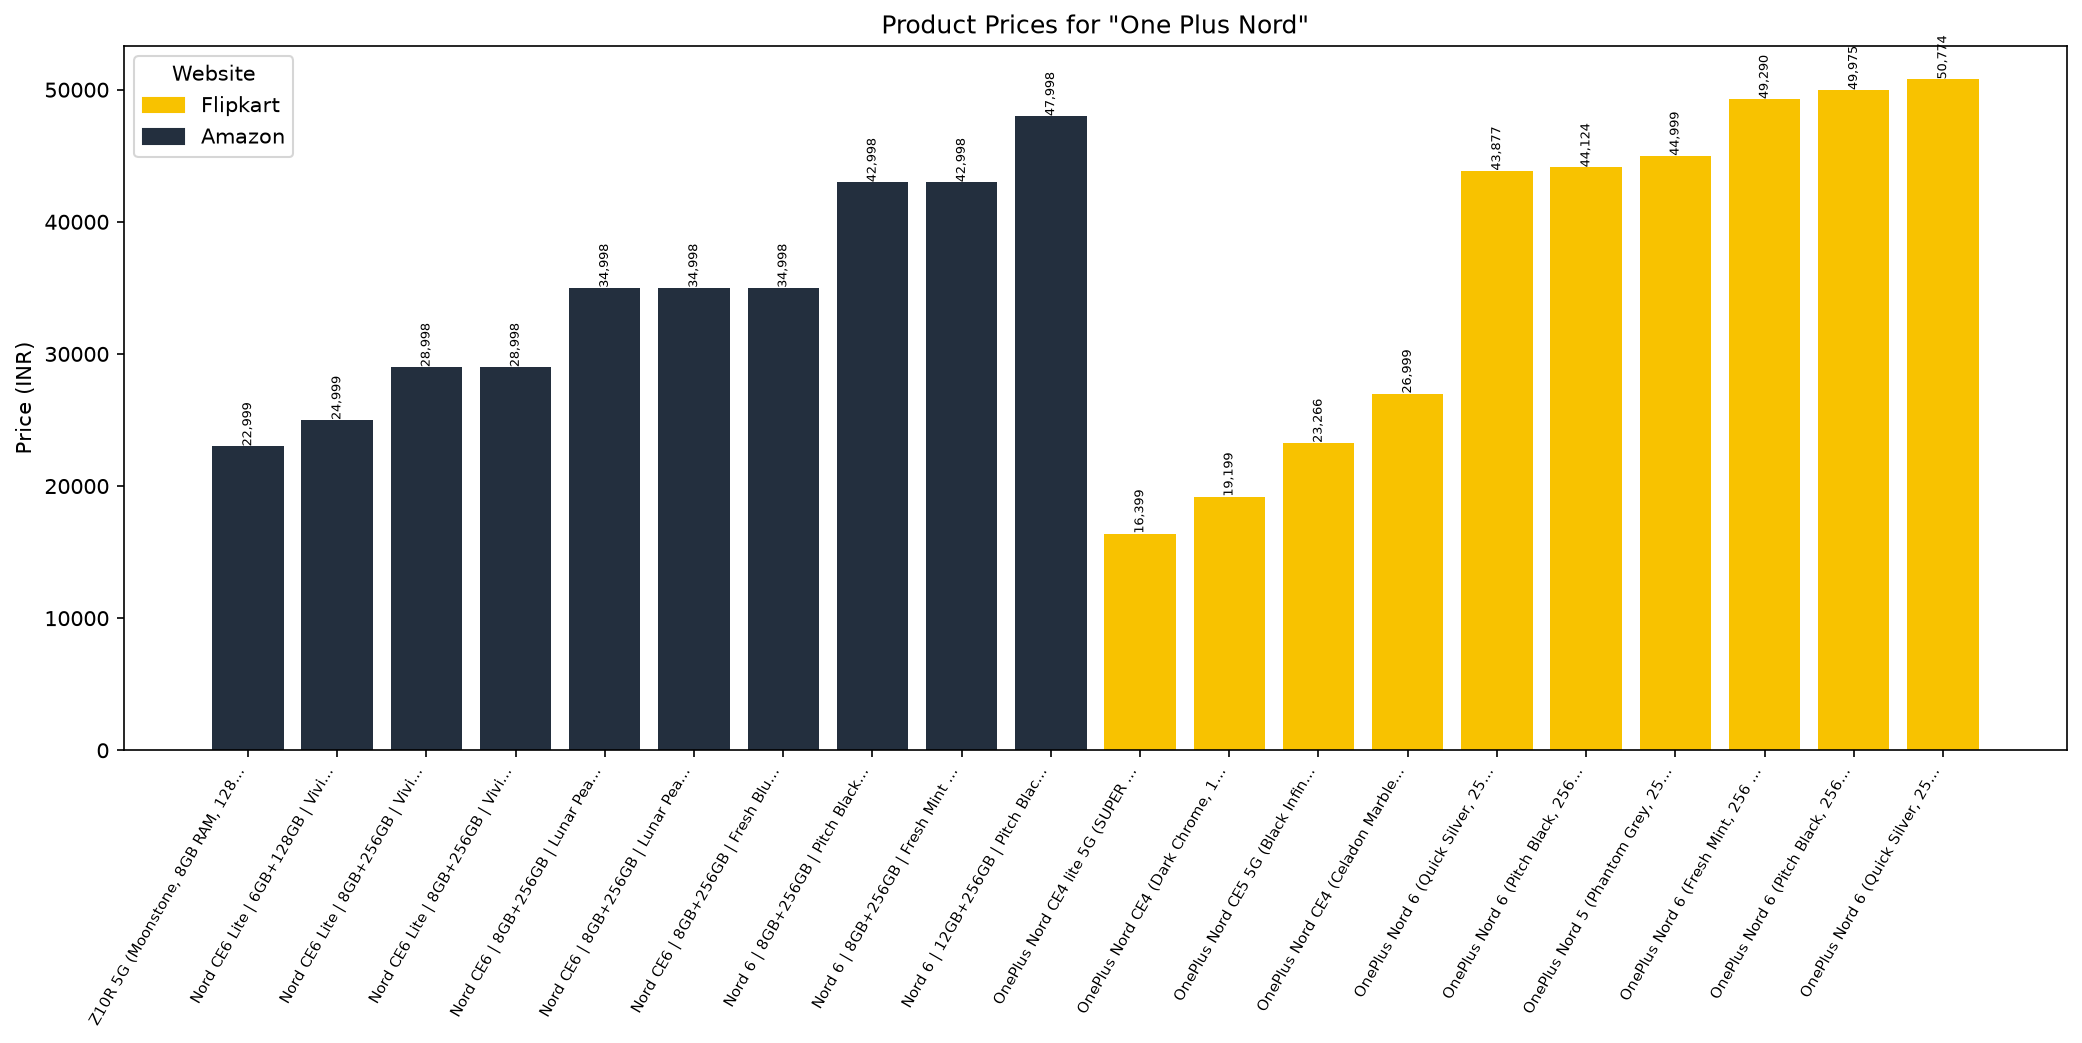 Product Prices for "One Plus Nord"
Website
Flipkart
Amazon
Price (INR)
50000
40000
30000
20000
10000
0
22,999
24,999
28,998
28,998
34,998
34,998
34,998
42,998
42,998
47,998
16,399
19,199
23,266
26,999
43,877
44,124
44,999
49,290
49,975
50,774
Z10R 5G (Moonstone, 8GB RAM, 128...
Nord CE6 Lite | 6GB+128GB | Vivi...
Nord CE6 Lite | 8GB+256GB | Vivi...
Nord CE6 Lite | 8GB+256GB | Vivi...
Nord CE6 | 8GB+256GB | Lunar Pea...
Nord CE6 | 8GB+256GB | Lunar Pea...
Nord CE6 | 8GB+256GB | Fresh Blu...
Nord 6 | 8GB+256GB | Pitch Black...
Nord 6 | 8GB+256GB | Fresh Mint ...
Nord 6 | 12GB+256GB | Pitch Blac...
OnePlus Nord CE4 lite 5G (SUPER ...
OnePlus Nord CE4 (Dark Chrome, 1...
OnePlus Nord CE5 5G (Black Infin...
OnePlus Nord CE4 (Celadon Marble...
OnePlus Nord 6 (Quick Silver, 25...
OnePlus Nord 6 (Pitch Black, 256...
OnePlus Nord 5 (Phantom Grey, 25...
OnePlus Nord 6 (Fresh Mint, 256 ...
OnePlus Nord 6 (Pitch Black, 256...
OnePlus Nord 6 (Quick Silver, 25...